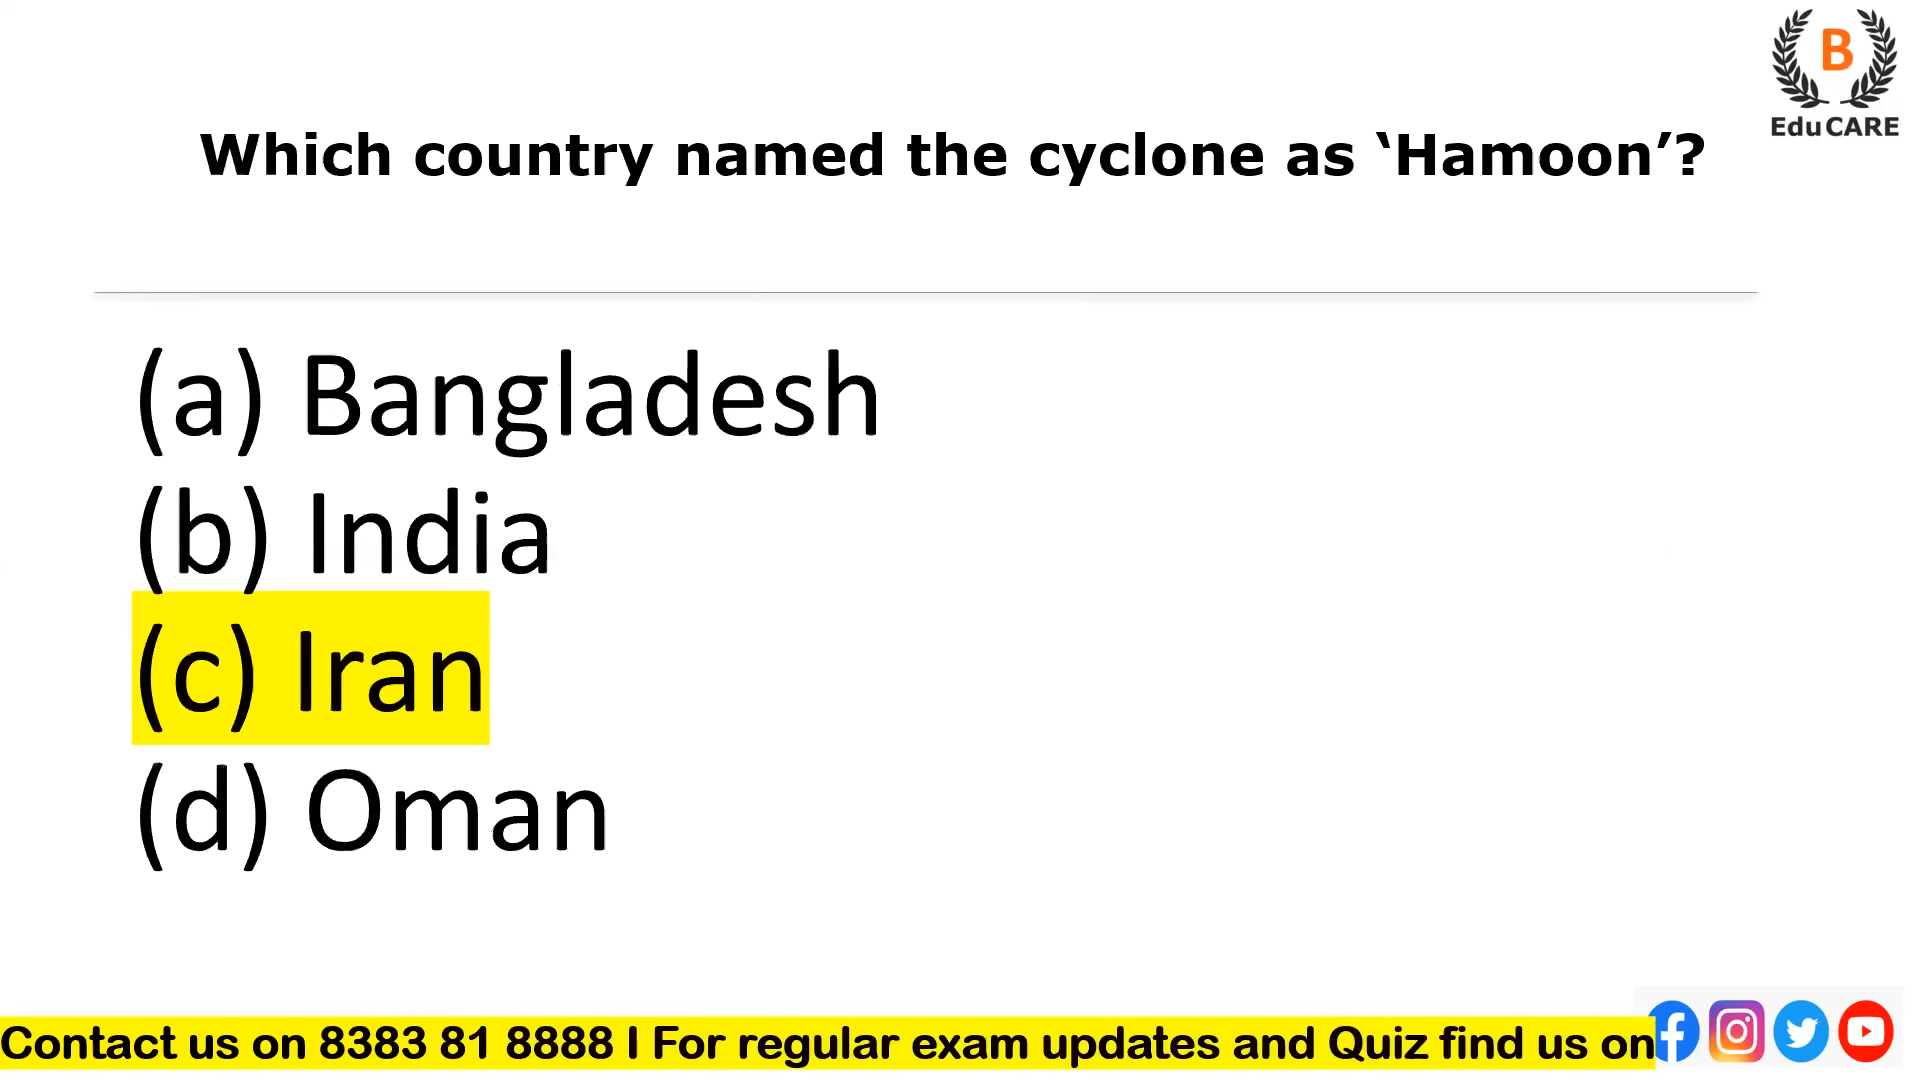 B
EduCARE
Which country named the cyclone as ‘Hamoon’?
(a) Bangladesh
(b) India
(c) Iran
(d) Oman
Contact us on 8383 81 8888 I For regular exam updates and Quiz find us on